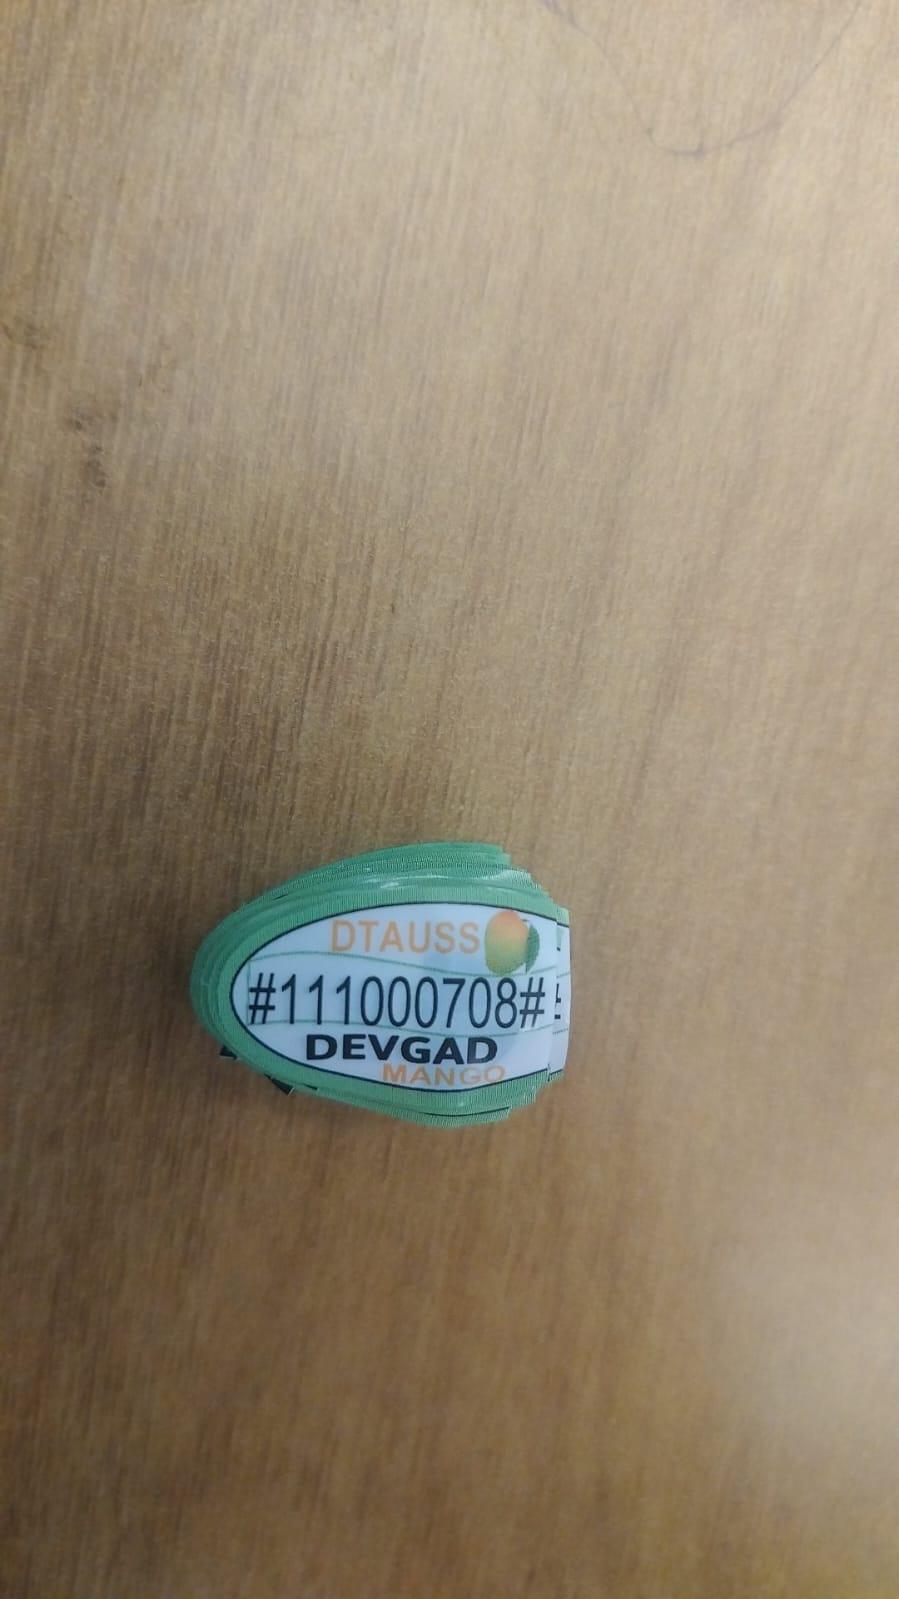 DTAUSS
#111000708#
DEVGAD
MANGO